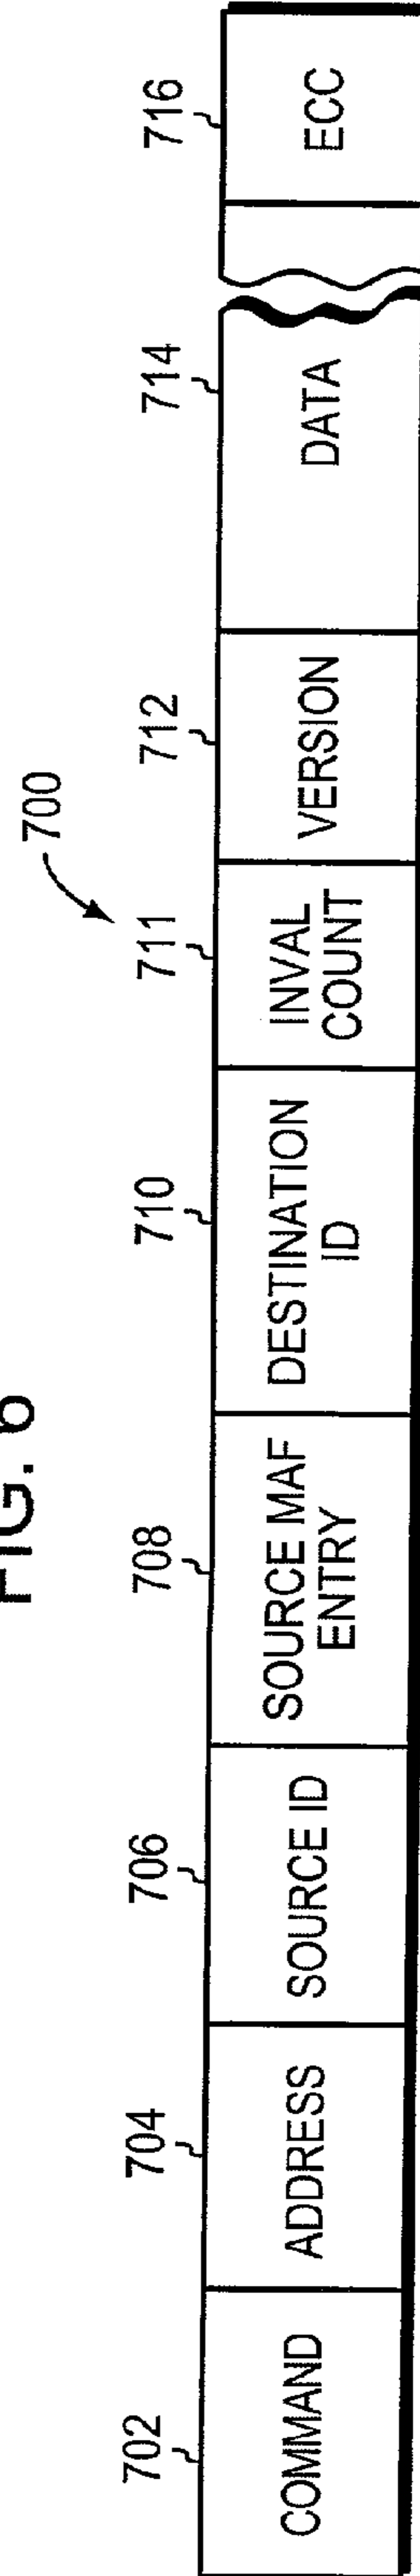 FIG. 6
700
702 704 706 708 710 711 712 714 716
COMMAND
ADDRESS
SOURCE ID
SOURCE MAF
ENTRY
DESTINATION
ID
INVAL
COUNT
VERSION
DATA
ECC